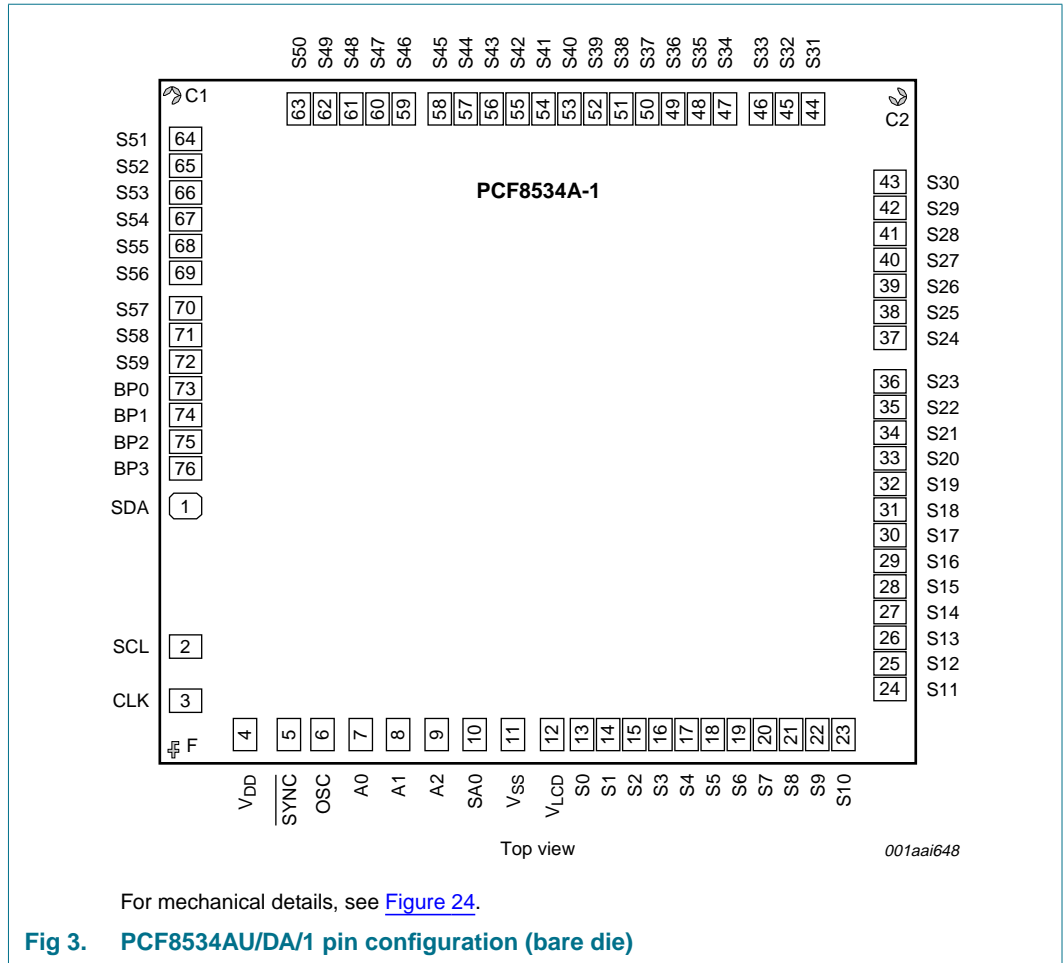 S50 S49 S48 S47 S46 S45 S44 S43 S42 S41 S40 S39 S38 S37 S36 S35 S34 S33 S32 S31
C1 63 62 61 60 59 58 57 56 55 54 53 52 51 50 49 48 47 46 45 44 C2
S51 64
S52 65
S53 66
S54 67
S55 68
S56 69
S57 70
S58 71
S59 72
BP0 73
BP1 74
BP2 75
BP3 76
SDA 1
SCL 2
CLK 3
PCF8534A-1
43 S30
42 S29
41 S28
40 S27
39 S26
38 S25
37 S24
36 S23
35 S22
34 S21
33 S20
32 S19
31 S18
30 S17
29 S16
28 S15
27 S14
26 S13
25 S12
24 S11
F 4 5 6 7 8 9 10 11 12 13 14 15 16 17 18 19 20 21 22 23
VDD SYNC OSC A0 A1 A2 SA0 VSS VLCD S0 S1 S2 S3 S4 S5 S6 S7 S8 S9 S10
Top view 001aai648
For mechanical details, see Figure 24.
Fig 3. PCF8534AU/DA/1 pin configuration (bare die)